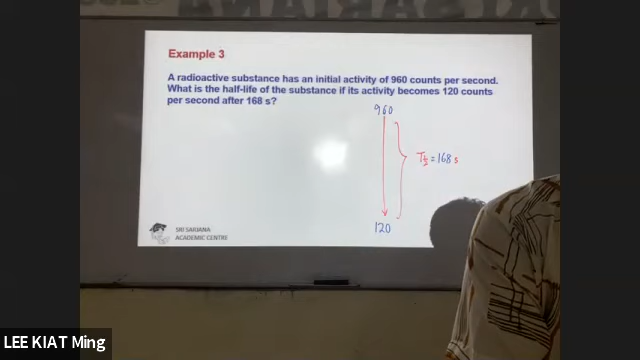 Example 3
A radioactive substance has an initial activity of 960 counts per second.
What is the half-life of the substance if its activity becomes 120 counts
per second after 168 s?
960
T½ = 168 s
120
SRI SARJANA
ACADEMIC CENTRE
LEE KIAT Ming